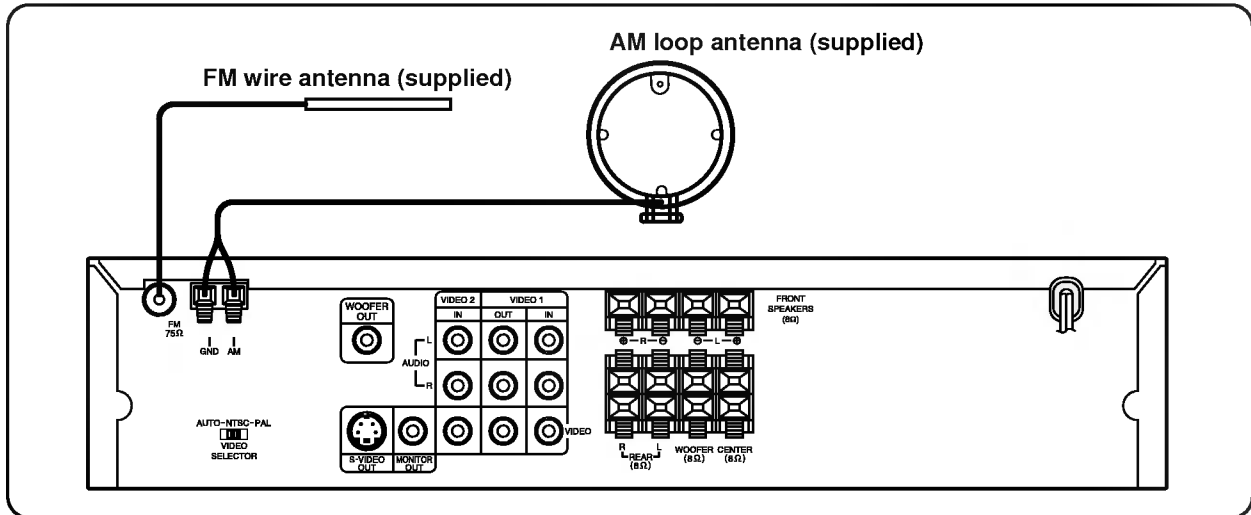 AM loop antenna (supplied)
FM wire antenna (supplied)
FM
75Ω
GND AM
WOOFER
OUT
VIDEO 2 VIDEO 1
IN OUT IN
AUDIO
L
R
VIDEO
S-VIDEO
OUT
MONITOR
OUT
AUTO-NTSC-PAL
VIDEO
SELECTOR
FRONT
SPEAKERS
(8Ω)
⊕ R ⊖ ⊖ L ⊕
R L
REAR
(8Ω)
WOOFER
(8Ω)
CENTER
(8Ω)